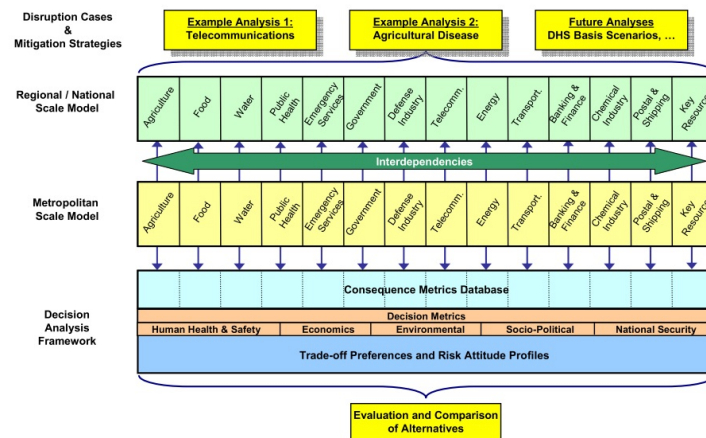 Disruption Cases
&
Mitigation Strategies
Example Analysis 1:
Telecommunications
Example Analysis 2:
Agricultural Disease
Future Analyses
DHS Basis Scenarios, ...
Regional / National
Scale Model
Agriculture
Food
Water
Public
Health
Emergency
Services
Government
Defense
Industry
Telecomm.
Energy
Transport.
Banking &
Finance
Chemical
Industry
Postal &
Shipping
Key
Resource
Interdependencies
Metropolitan
Scale Model
Agriculture
Food
Water
Public
Health
Emergency
Services
Government
Defense
Industry
Telecomm.
Energy
Transport.
Banking &
Finance
Chemical
Industry
Postal &
Shipping
Key
Resource
Decision
Analysis
Framework
Consequence Metrics Database
Decision Metrics
Human Health & Safety
Economics
Environmental
Socio-Political
National Security
Trade-off Preferences and Risk Attitude Profiles
Evaluation and Comparison
of Alternatives